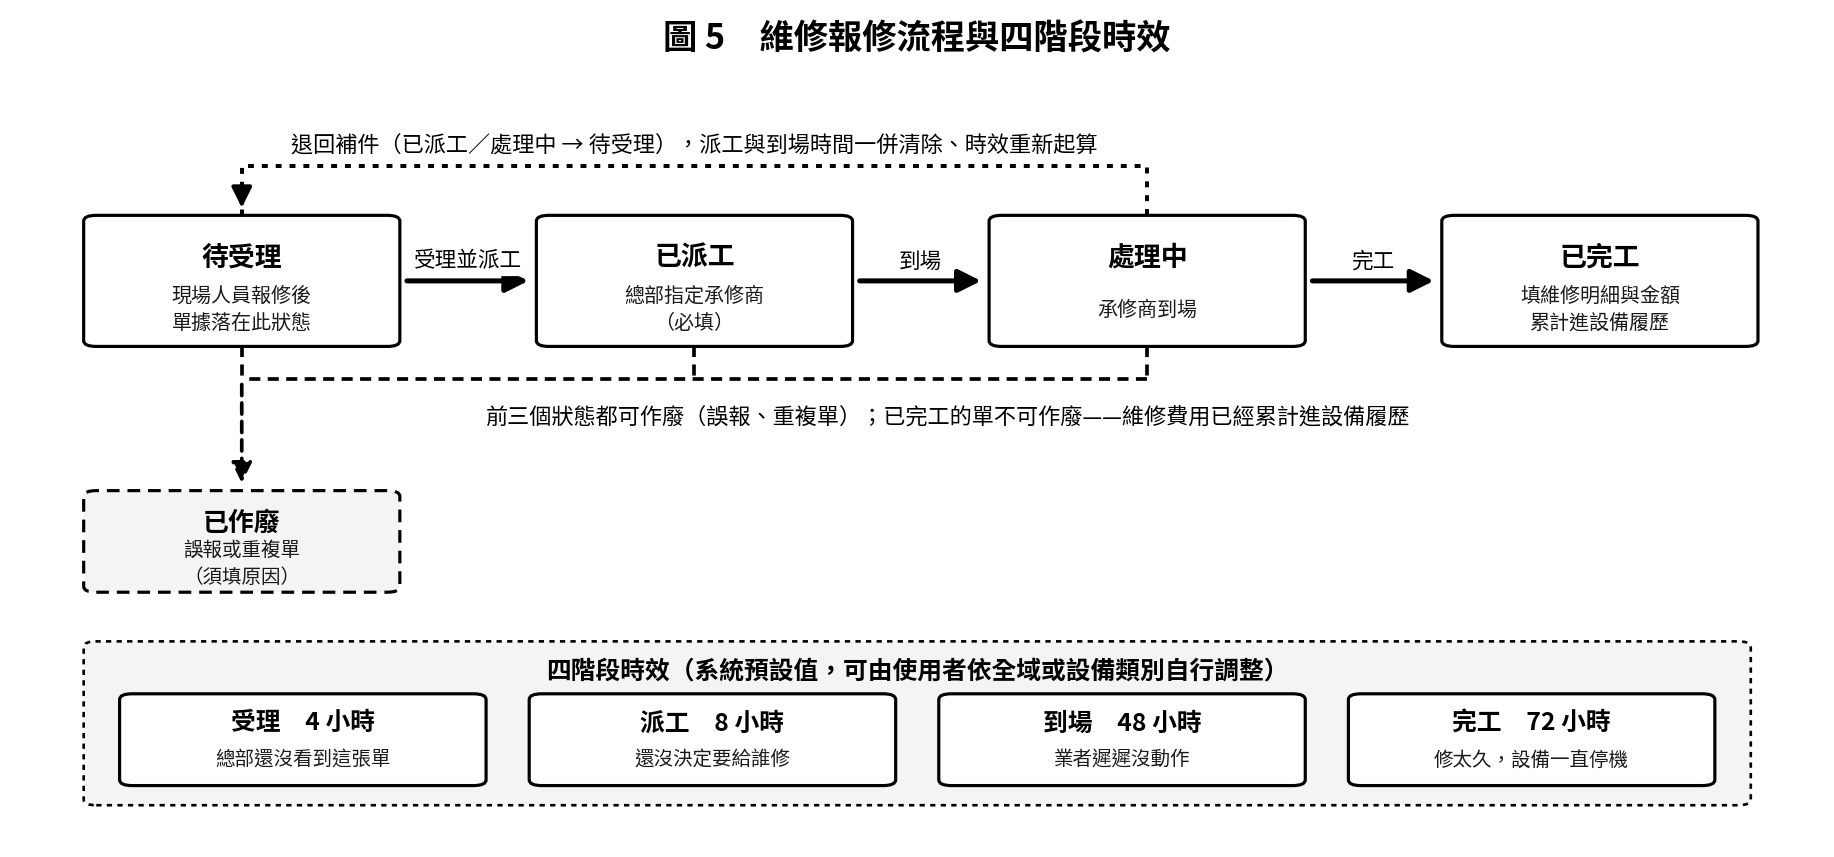 圖 5　維修報修流程與四階段時效
退回補件（已派工／處理中 → 待受理），派工與到場時間一併清除、時效重新起算
待受理
現場人員報修後
單據落在此狀態
受理並派工
已派工
總部指定承修商
（必填）
到場
處理中
承修商到場
完工
已完工
填維修明細與金額
累計進設備履歷
前三個狀態都可作廢（誤報、重複單）；已完工的單不可作廢——維修費用已經累計進設備履歷
已作廢
誤報或重複單
（須填原因）
四階段時效（系統預設值，可由使用者依全域或設備類別自行調整）
受理　4 小時
總部還沒看到這張單
派工　8 小時
還沒決定要給誰修
到場　48 小時
業者遲遲沒動作
完工　72 小時
修太久，設備一直停機